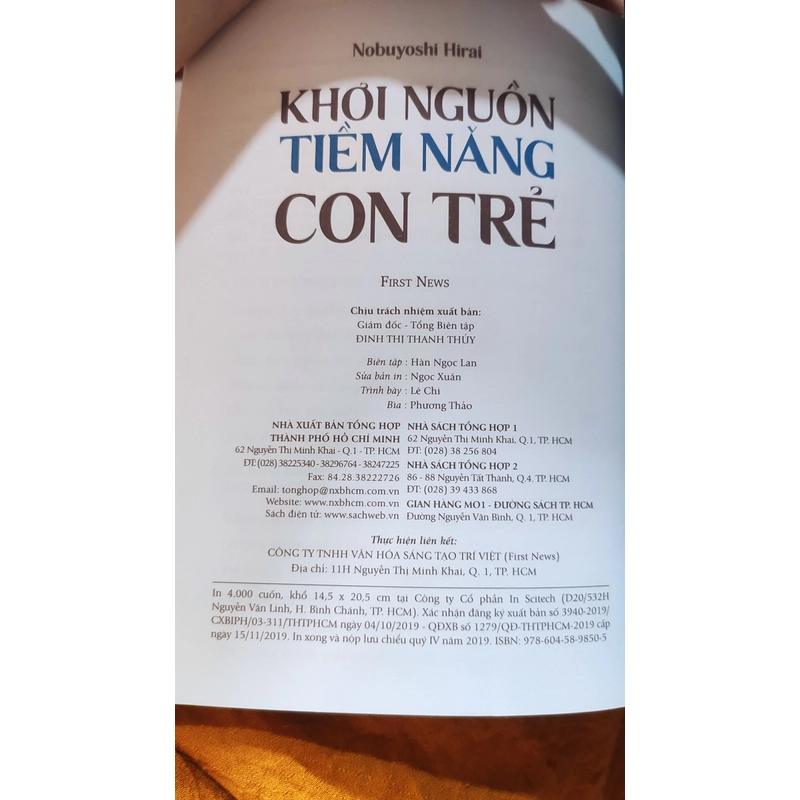 Nobuyoshi Hirai
KHƠI NGUỒN
TIỀM NĂNG
CON TRẺ
FIRST NEWS
Chịu trách nhiệm xuất bản:
Giám đốc - Tổng Biên tập
ĐINH THỊ THANH THỦY
Biên tập : Hàn Ngọc Lan
Sửa bản in : Ngọc Xuân
Trình bày : Lê Chi
Bìa : Phương Thảo
NHÀ XUẤT BẢN TỔNG HỢP
THÀNH PHỐ HỒ CHÍ MINH
62 Nguyễn Thị Minh Khai - Q.1 - TP. HCM
ĐT: (028) 38225340 - 38296764 - 38247225
Fax: 84.28.38222726
Email: tonghop@nxbhcm.com.vn
Website: www.nxbhcm.com.vn
Sách điện tử: www.sachweb.vn
NHÀ SÁCH TỔNG HỢP 1
62 Nguyễn Thị Minh Khai, Q.1, TP. HCM
ĐT: (028) 38 256 804
NHÀ SÁCH TỔNG HỢP 2
86 - 88 Nguyễn Tất Thành, Q.4. TP. HCM
ĐT: (028) 39 433 868
GIAN HÀNG MO1 - ĐƯỜNG SÁCH TP. HCM
Đường Nguyễn Văn Bình, Q. 1, TP. HCM
Thực hiện liên kết:
CÔNG TY TNHH VĂN HÓA SÁNG TẠO TRÍ VIỆT (First News)
Địa chỉ: 11H Nguyễn Thị Minh Khai, Q. 1, TP. HCM
In 4.000 cuốn, khổ 14,5 x 20,5 cm tại Công ty Cổ phần In Scitech (D20/532H
Nguyễn Văn Linh, H. Bình Chánh, TP. HCM). Xác nhận đăng ký xuất bản số 3940-2019/
CXBIPH/03-311/THTPHCM ngày 04/10/2019 - QĐXB số 1279/QĐ-THTPHCM-2019 cấp
ngày 15/11/2019. In xong và nộp lưu chiểu quý IV năm 2019. ISBN: 978-604-58-9850-5